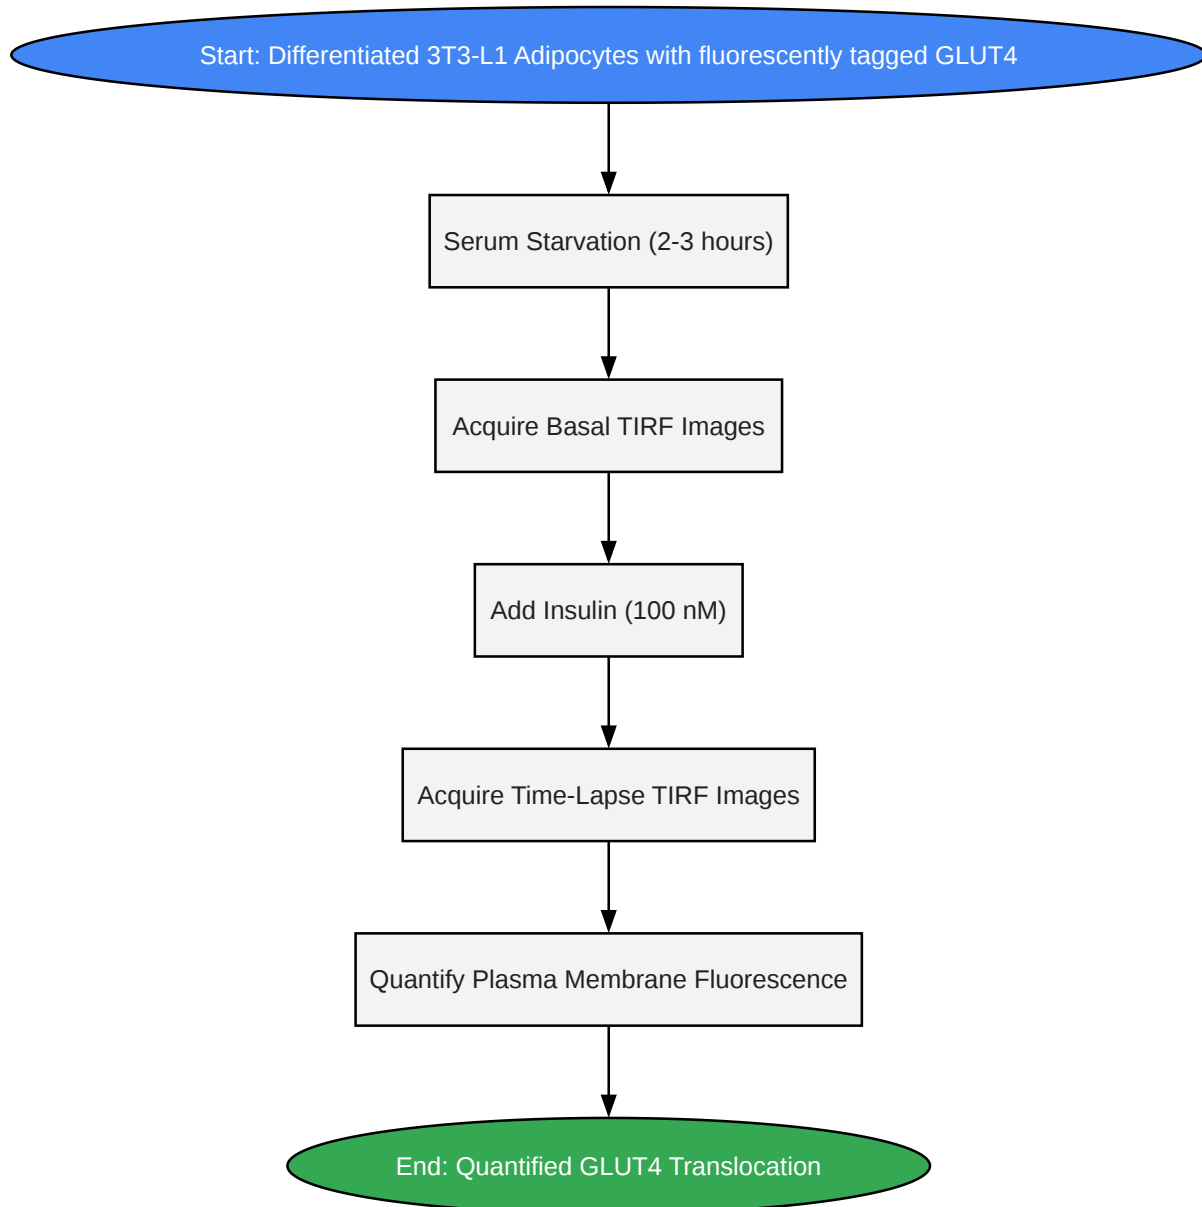 Start: Differentiated 3T3-L1 Adipocytes with fluorescently tagged GLUT4
Serum Starvation (2-3 hours)
Acquire Basal TIRF Images
Add Insulin (100 nM)
Acquire Time-Lapse TIRF Images
Quantify Plasma Membrane Fluorescence
End: Quantified GLUT4 Translocation